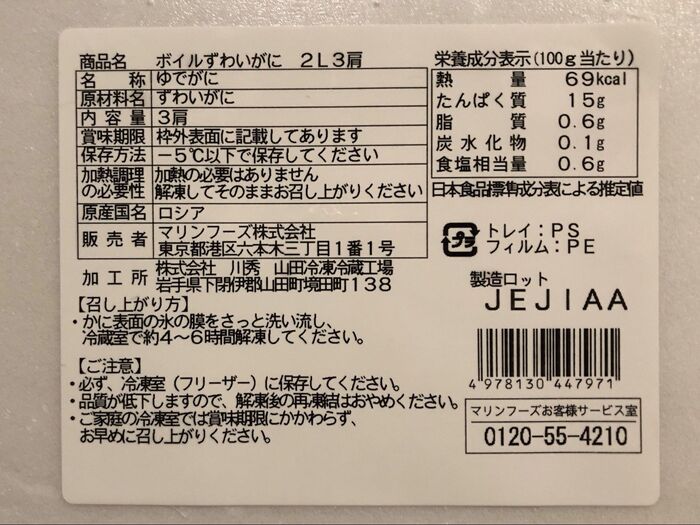 商品名 ボイルずわいがに 2L3肩
名称 ゆでがに
原材料名 ずわいがに
内容量 3肩
賞味期限 枠外表面に記載してあります
保存方法 －5℃以下で保存してください
加熱調理の必要性 加熱の必要はありません
解凍してそのままお召し上がりください
原産国名 ロシア
販売者 マリンフーズ株式会社
東京都港区六本木三丁目1番1号
加工所 株式会社 川秀 山田冷凍冷蔵工場
岩手県下閉伊郡山田町境田町138
【召し上がり方】
・かに表面の氷の膜をさっと洗い流し、
冷蔵室で約4～6時間解凍してください。
【ご注意】
・必ず、冷凍室（フリーザー）に保存してください。
・品質が低下しますので、解凍後の再凍結はおやめください。
・ご家庭の冷凍室では賞味期限にかかわらず、
お早めに召し上がりください。
栄養成分表示(100g当たり)
熱量 69kcal
たんぱく質 15g
脂質 0.6g
炭水化物 0.1g
食塩相当量 0.6g
日本食品標準成分表による推定値
プラ
トレイ：PS
フィルム：PE
製造ロット
JEJIAA
4 978130 447971
マリンフーズお客様サービス室
0120-55-4210